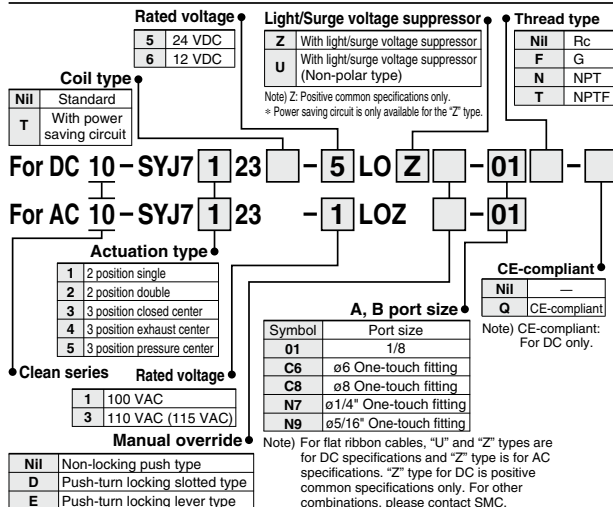 Rated voltage
5 24 VDC
6 12 VDC
Light/Surge voltage suppressor
Z With light/surge voltage suppressor
U With light/surge voltage suppressor
(Non-polar type)
Note) Z: Positive common specifications only.
* Power saving circuit is only available for the “Z” type.
Thread type
Nil Rc
F G
N NPT
T NPTF
Coil type
Nil Standard
T With power
saving circuit
For DC 10 – SYJ7 1 23 – 5 LO Z – 01 –
For AC 10 – SYJ7 1 23 – 1 LOZ – 01
Actuation type
1 2 position single
2 2 position double
3 3 position closed center
4 3 position exhaust center
5 3 position pressure center
Clean series
Rated voltage
1 100 VAC
3 110 VAC (115 VAC)
Manual override
Nil Non-locking push type
D Push-turn locking slotted type
E Push-turn locking lever type
A, B port size
Symbol Port size
01 1/8
C6 ø6 One-touch fitting
C8 ø8 One-touch fitting
N7 ø1/4" One-touch fitting
N9 ø5/16" One-touch fitting
Note) For flat ribbon cables, “U” and “Z” types are
for DC specifications and “Z” type is for AC
specifications. “Z” type for DC is positive
common specifications only. For other
combinations, please contact SMC.
CE-compliant
Nil —
Q CE-compliant
Note) CE-compliant:
For DC only.